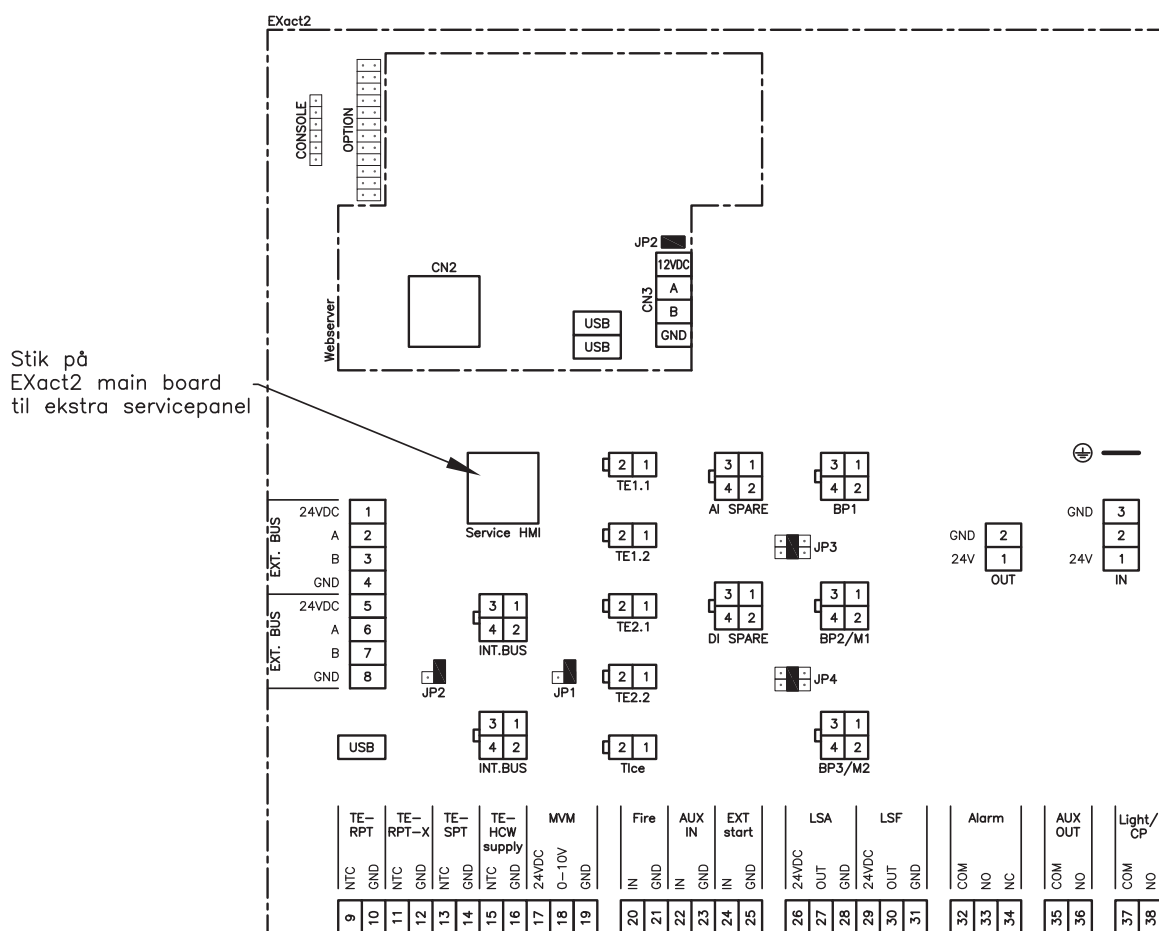 EXact2
CONSOLE
OPTION
JP2
12VDC
A
B
GND
CN3
CN2
USB
USB
Webserver
Stik på
EXact2 main board
til ekstra servicepanel
Service HMI
2 1
TE1.1
3 1
4 2
AI SPARE
3 1
4 2
BP1
EXT. BUS
24VDC 1
A 2
B 3
GND 4
EXT. BUS
24VDC 5
A 6
B 7
GND 8
2 1
TE1.2
JP3
GND 2
24V 1
OUT
GND 3
2
24V 1
IN
3 1
4 2
INT.BUS
2 1
TE2.1
3 1
4 2
DI SPARE
3 1
4 2
BP2/M1
JP2
JP1
2 1
TE2.2
JP4
USB
3 1
4 2
INT.BUS
2 1
TIce
3 1
4 2
BP3/M2
TE-
RPT
TE-
RPT-X
TE-
SPT
TE-
HCW
supply
MVM
Fire
AUX
IN
EXT
start
LSA
LSF
Alarm
AUX
OUT
Light/
CP
NTC GND NTC GND NTC GND NTC GND 24VDC 0-10V GND IN GND IN GND IN GND 24VDC OUT GND 24VDC OUT GND COM NO NC COM NO COM NO
9 10 11 12 13 14 15 16 17 18 19 20 21 22 23 24 25 26 27 28 29 30 31 32 33 34 35 36 37 38